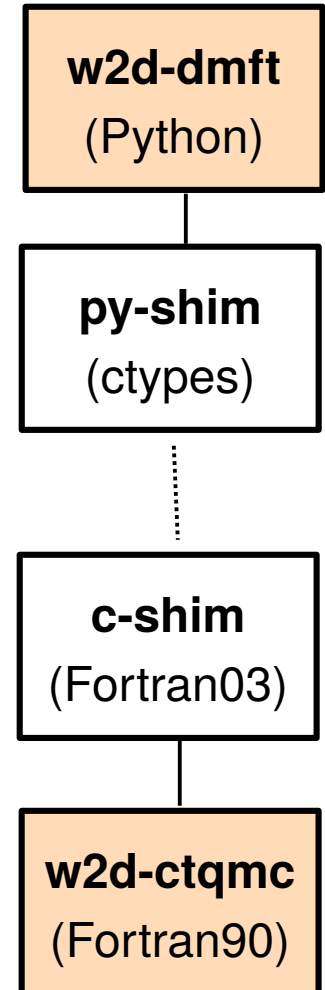 w2d-dmft
(Python)
py-shim
(ctypes)
c-shim
(Fortran03)
w2d-ctqmc
(Fortran90)